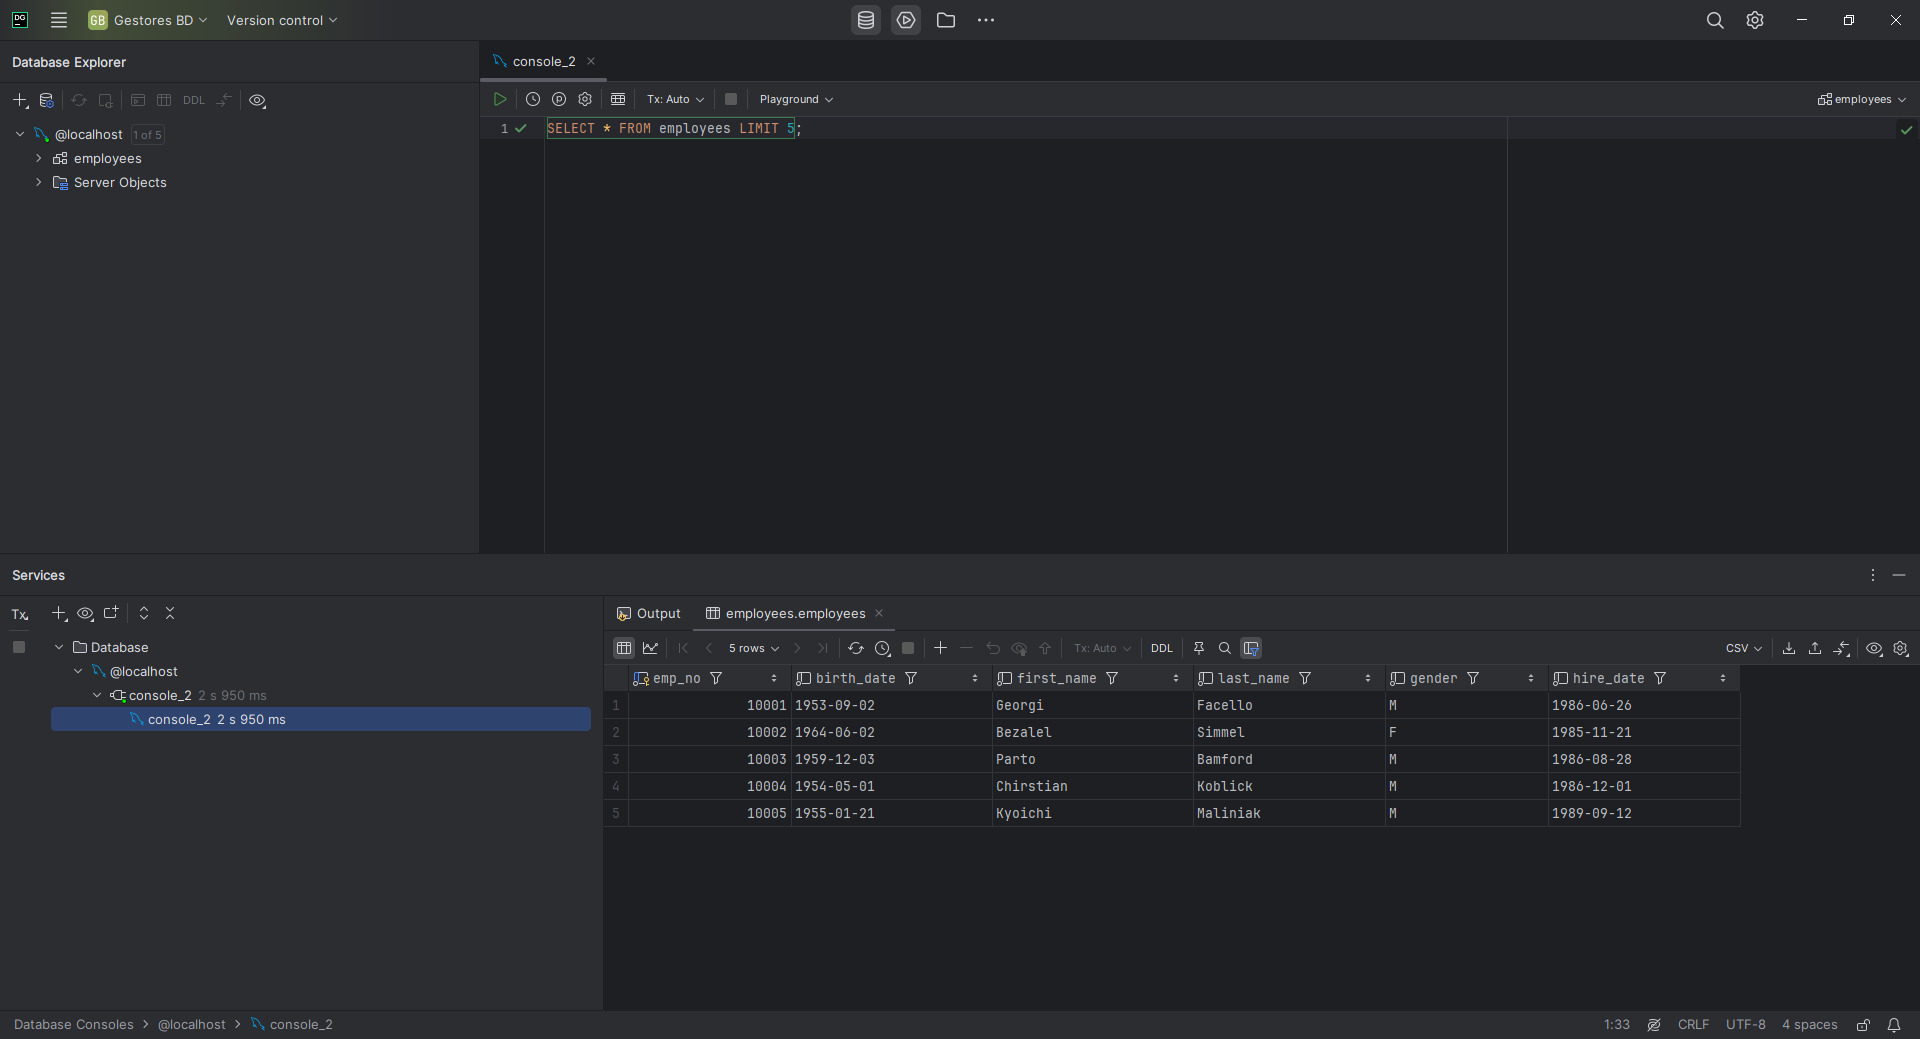 DG
GB Gestores BD Version control
Database Explorer
console_2
DDL
Tx: Auto Playground employees
@localhost 1 of 5
employees
Server Objects
1 SELECT * FROM employees LIMIT 5;
Services
Tx
Output employees.employees
5 rows Tx: Auto DDL CSV
Database
@localhost
console_2 2 s 950 ms
console_2 2 s 950 ms
emp_no birth_date first_name last_name gender hire_date
1 10001 1953-09-02 Georgi Facello M 1986-06-26
2 10002 1964-06-02 Bezalel Simmel F 1985-11-21
3 10003 1959-12-03 Parto Bamford M 1986-08-28
4 10004 1954-05-01 Chirstian Koblick M 1986-12-01
5 10005 1955-01-21 Kyoichi Maliniak M 1989-09-12
Database Consoles > @localhost > console_2 1:33 CRLF UTF-8 4 spaces